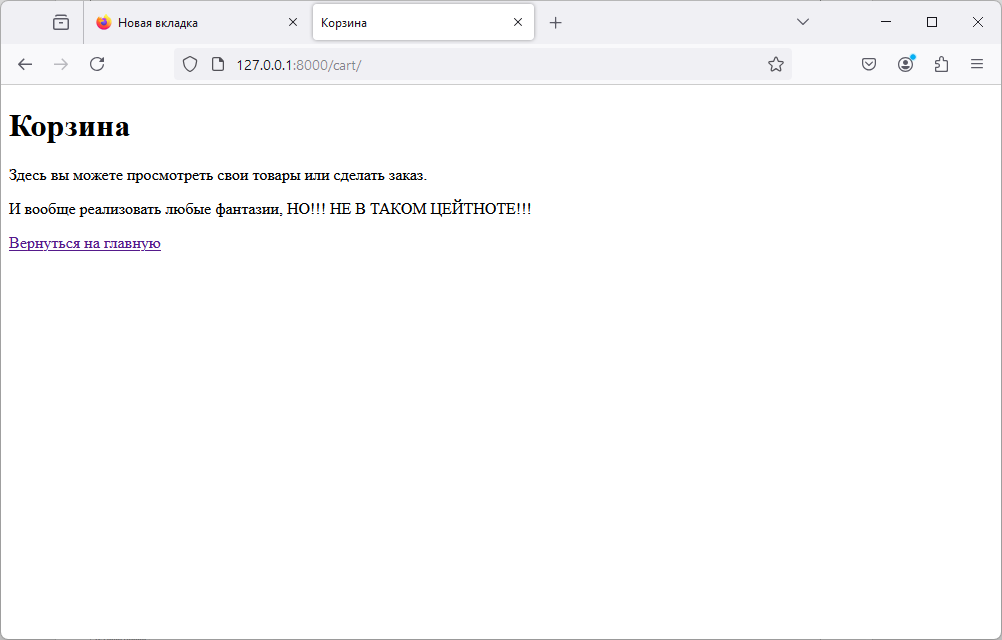 Новая вкладка
Корзина
127.0.0.1:8000/cart/
Корзина
Здесь вы можете просмотреть свои товары или сделать заказ.
И вообще реализовать любые фантазии, НО!!! НЕ В ТАКОМ ЦЕЙТНОТЕ!!!
Вернуться на главную